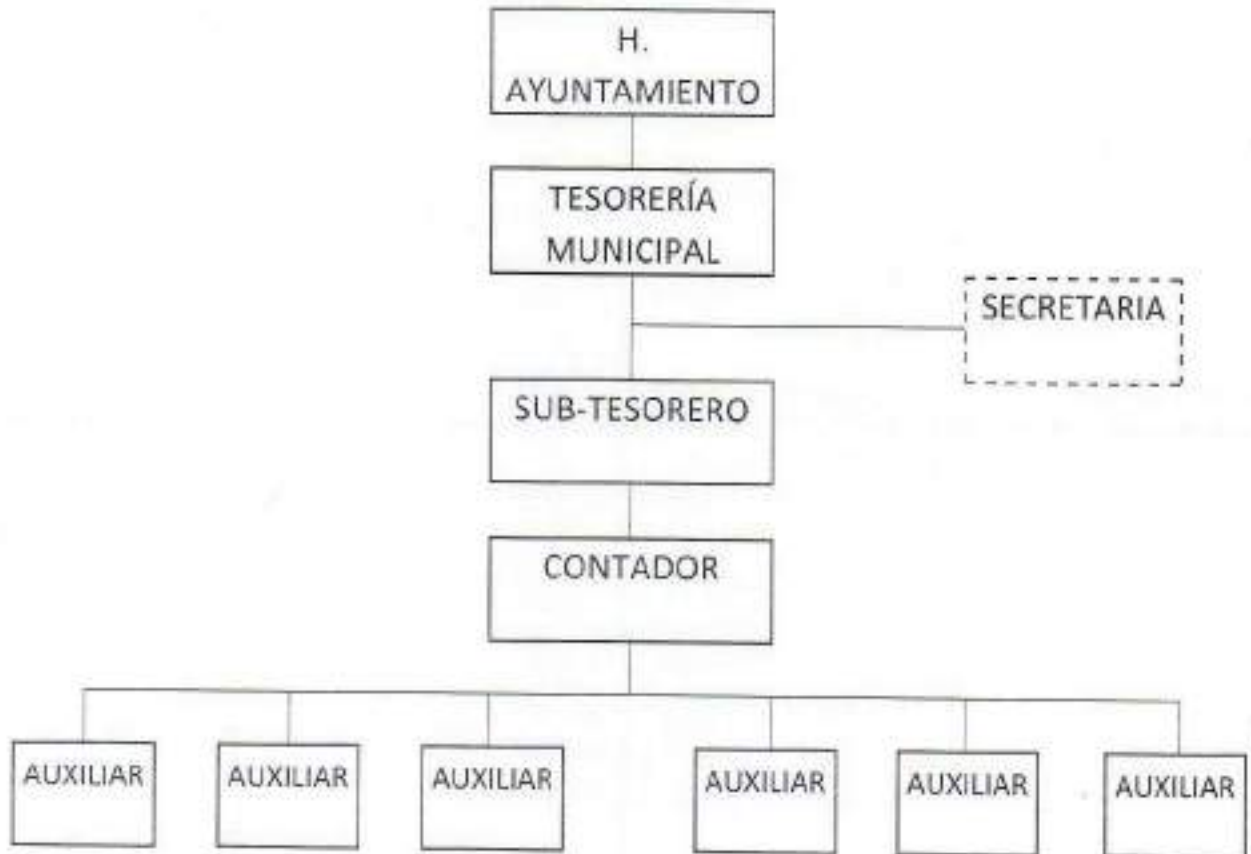 H.
AYUNTAMIENTO
TESORERÍA
MUNICIPAL
SECRETARIA
SUB-TESORERO
CONTADOR
AUXILIAR
AUXILIAR
AUXILIAR
AUXILIAR
AUXILIAR
AUXILIAR